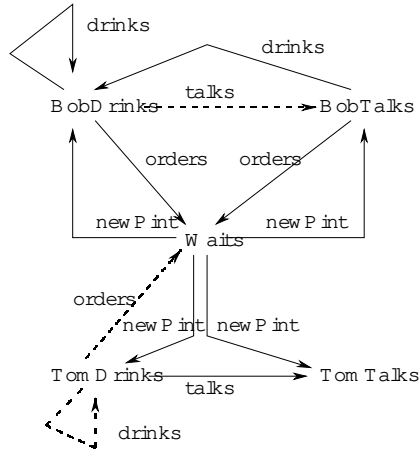 drinks
drinks
talks
BobDrinks
BobTalks
orders
orders
newPint
newPint
Waits
orders
newPint
newPint
TomDrinks
TomTalks
talks
drinks